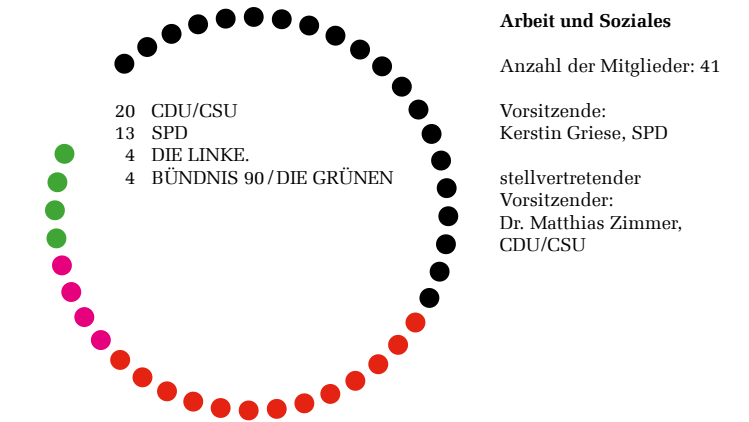 20 CDU/CSU
13 SPD
4 DIE LINKE.
4 BÜNDNIS 90/DIE GRÜNEN
Arbeit und Soziales
Anzahl der Mitglieder: 41
Vorsitzende:
Kerstin Griese, SPD
stellvertretender
Vorsitzender:
Dr. Matthias Zimmer,
CDU/CSU